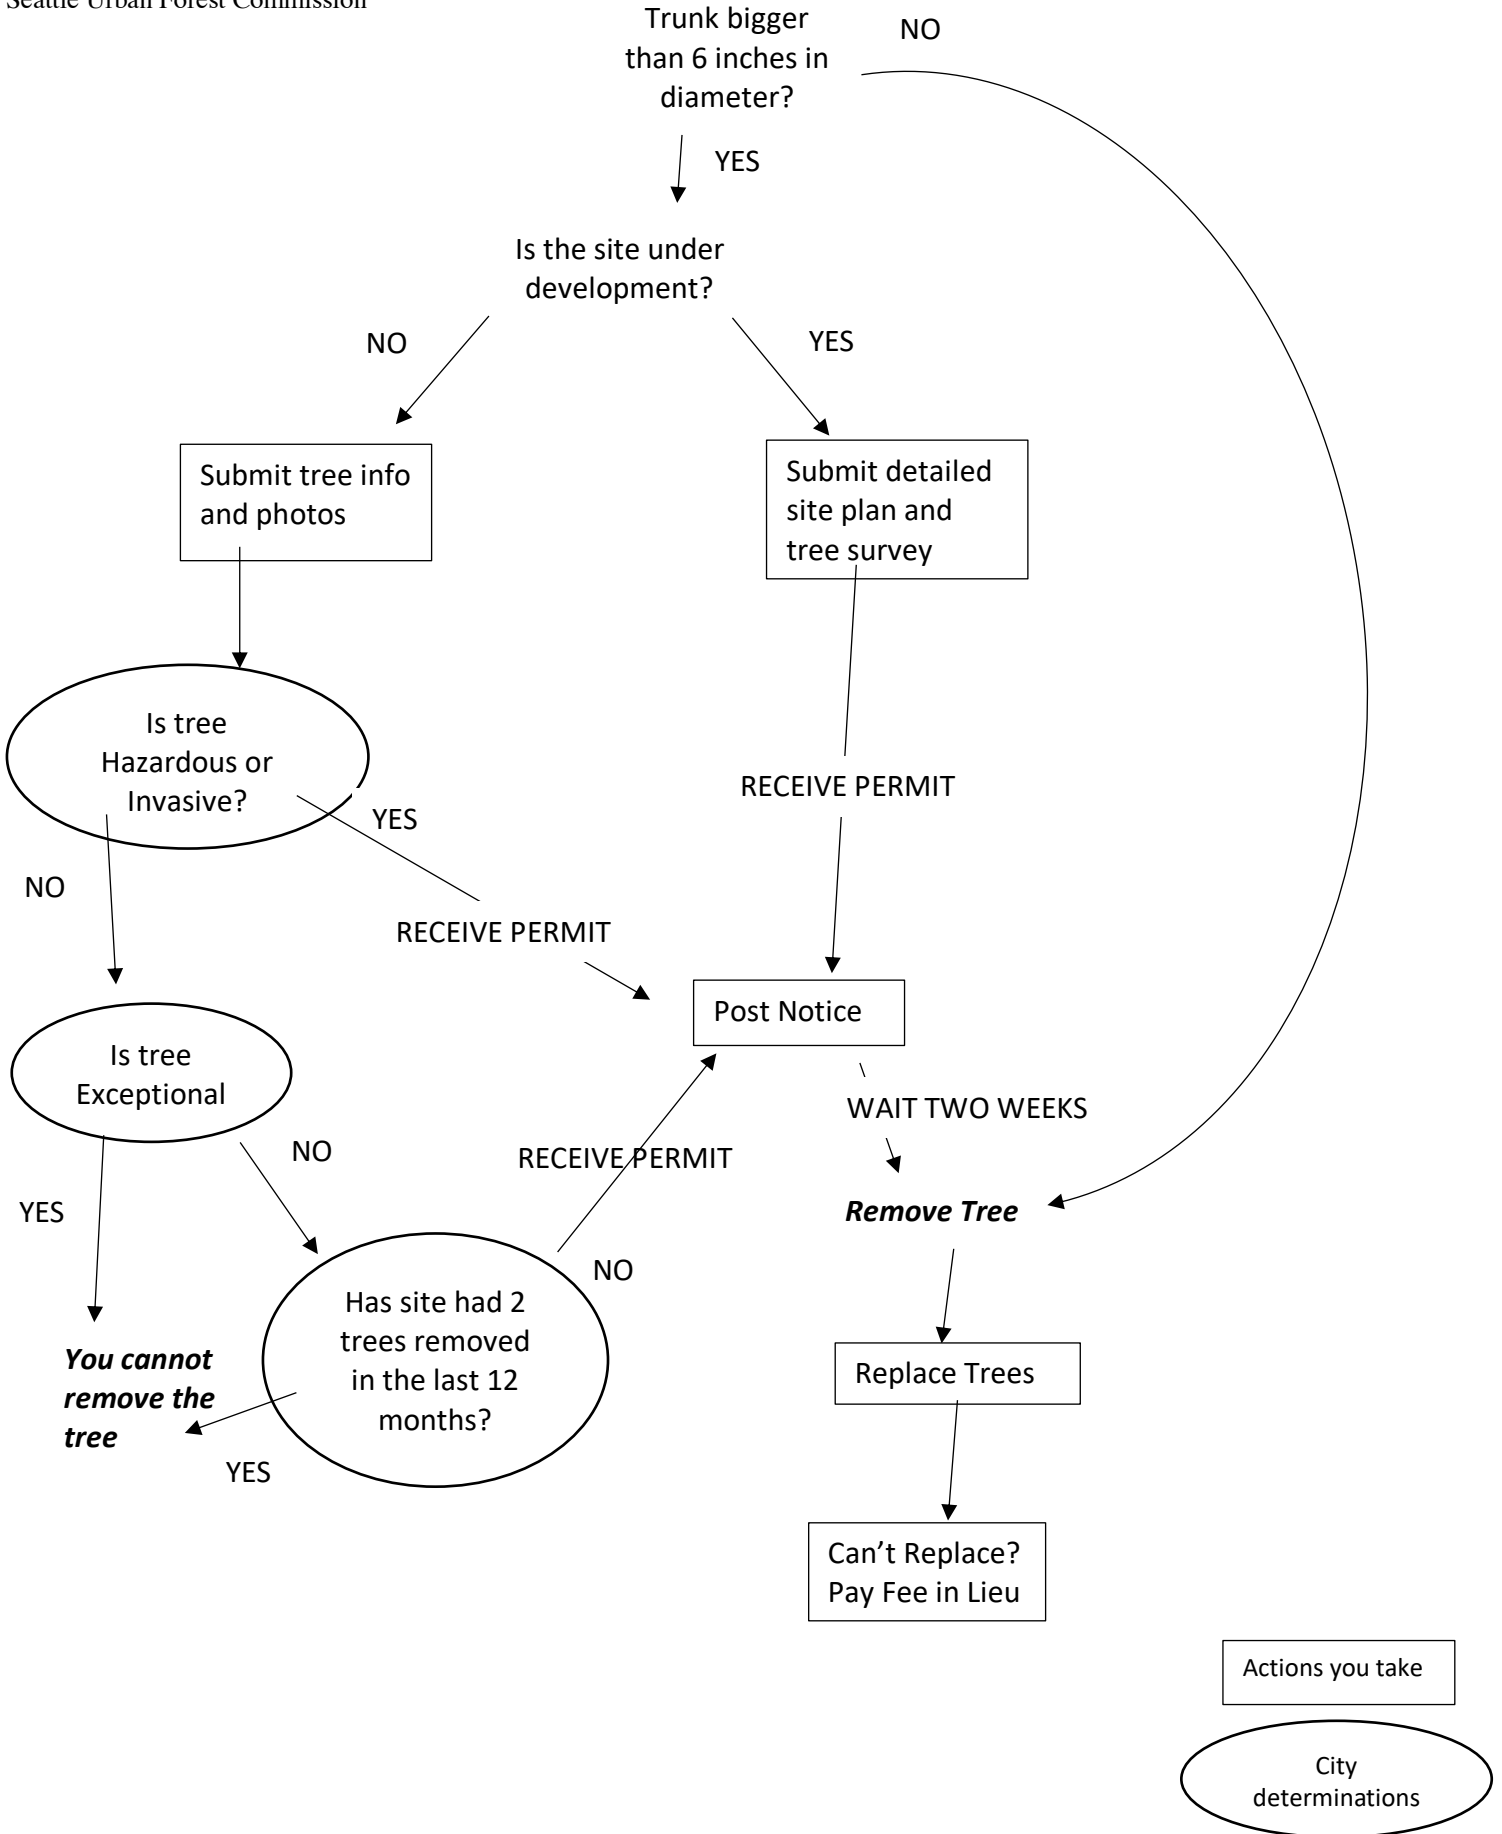 Seattle Urban Forest Commission
Trunk bigger
than 6 inches in
diameter?
NO
YES
Is the site under
development?
NO
YES
Submit tree info
and photos
Submit detailed
site plan and
tree survey
Is tree
Hazardous or
Invasive?
YES
RECEIVE PERMIT
NO
RECEIVE PERMIT
Post Notice
Is tree
Exceptional
WAIT TWO WEEKS
NO
RECEIVE PERMIT
YES
Remove Tree
NO
Has site had 2
trees removed
in the last 12
months?
You cannot
remove the
tree
YES
Replace Trees
Can’t Replace?
Pay Fee in Lieu
Actions you take
City
determinations